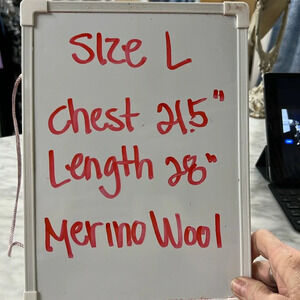 Size L
Chest 21.5"
Length 28"
Merino Wool